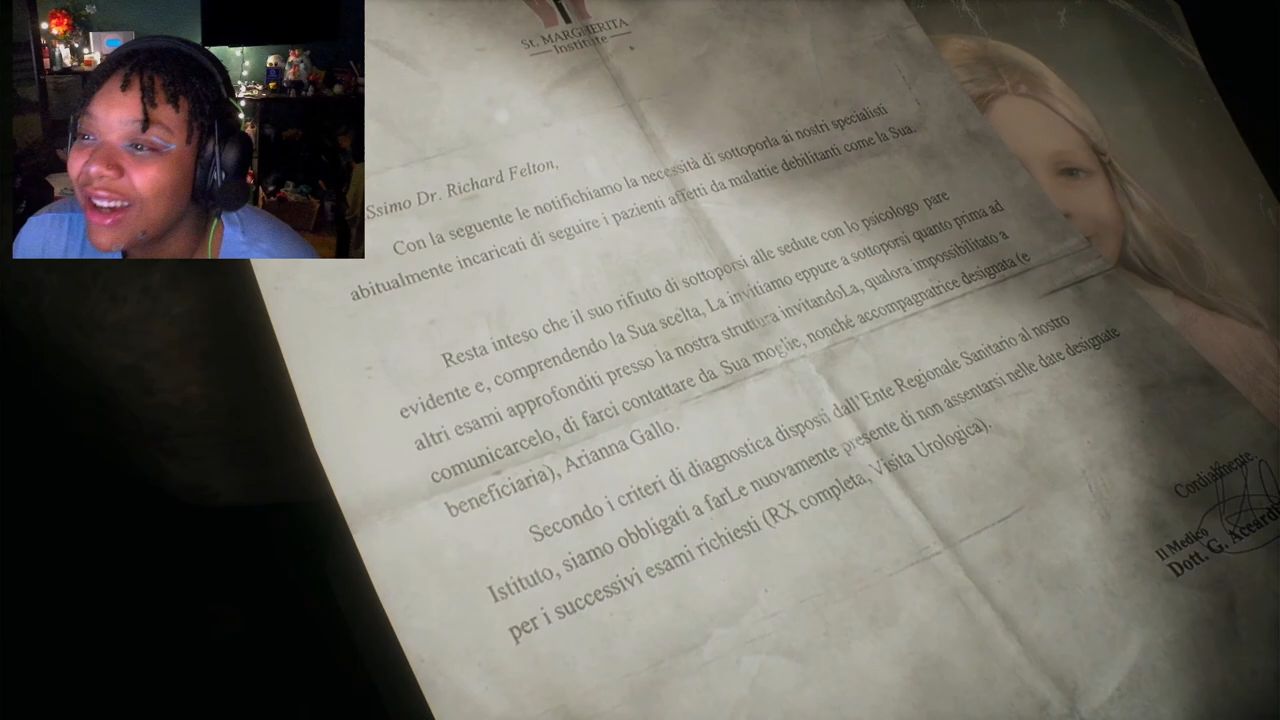 St. MARGHERITA
Institute
Ssimo Dr. Richard Felton,
Con la seguente le notifichiamo la necessità di sottoporla ai nostri specialisti
abitualmente incaricati di seguire i pazienti affetti da malattie debilitanti come la Sua.
Resta inteso che il suo rifiuto di sottoporsi alle sedute con lo psicologo pare
evidente e, comprendendo la Sua scelta, La invitiamo eppure a sottoporsi quanto prima ad
altri esami approfonditi presso la nostra struttura invitandoLa, qualora impossibilitato a
comunicarcelo, di farci contattare da Sua moglie, nonché accompagnatrice designata (e
beneficiaria), Arianna Gallo.
Secondo i criteri di diagnostica disposti dall'Ente Regionale Sanitario al nostro
Istituto, siamo obbligati a farLe nuovamente presente di non assentarsi nelle date designate
per i successivi esami richiesti (RX completa, Visita Urologica).
Cordialmente,
Il Medico
Dott. G. Accardi